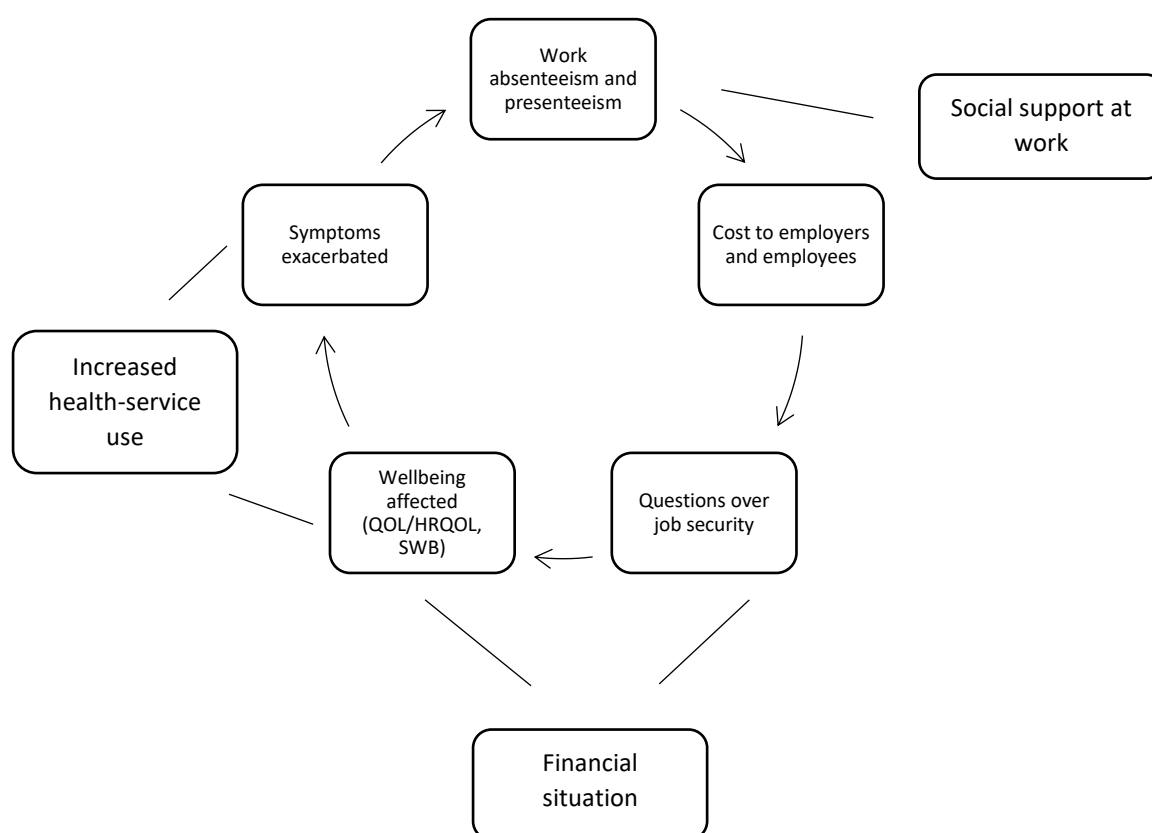 Work
absenteeism and
presenteeism
Social support at
work
Symptoms
exacerbated
Cost to employers
and employees
Increased
health-service
use
Wellbeing
affected
(QOL/HRQOL,
SWB)
Questions over
job security
Financial
situation